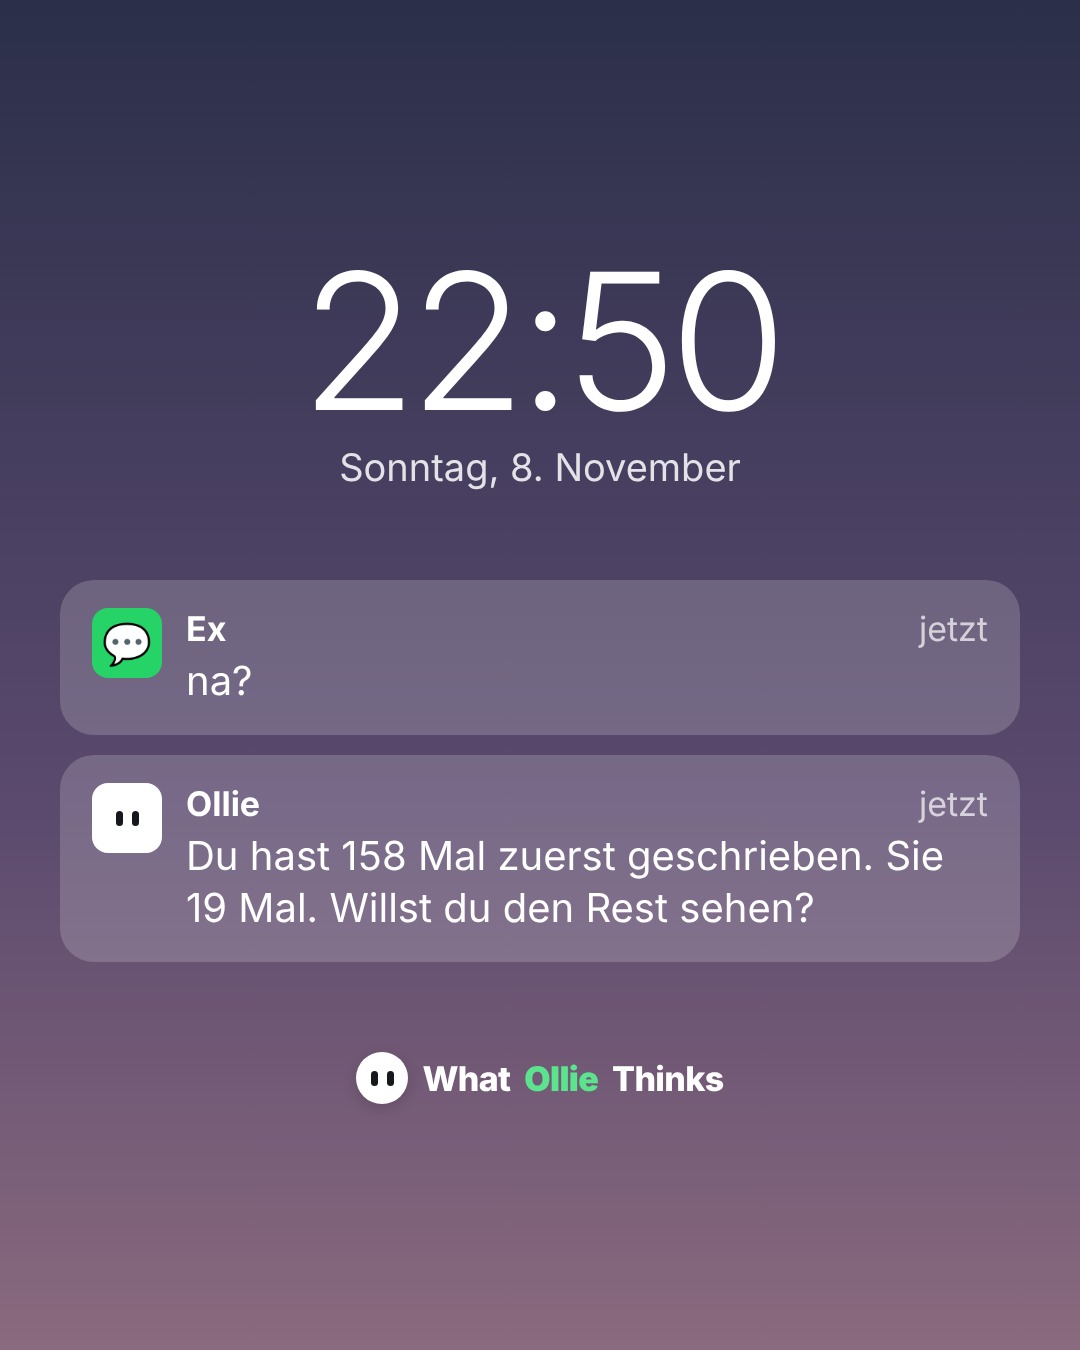 22:50
Sonntag, 8. November
Ex
jetzt
na?
Ollie
jetzt
Du hast 158 Mal zuerst geschrieben. Sie
19 Mal. Willst du den Rest sehen?
What Ollie Thinks